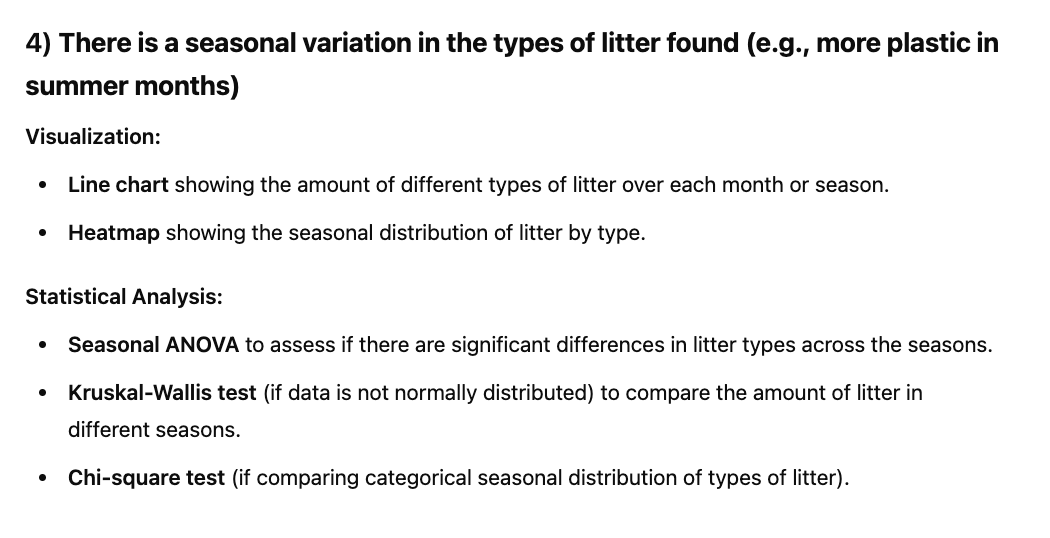 4) There is a seasonal variation in the types of litter found (e.g., more plastic in
summer months)
Visualization:
• Line chart showing the amount of different types of litter over each month or season.
• Heatmap showing the seasonal distribution of litter by type.
Statistical Analysis:
• Seasonal ANOVA to assess if there are significant differences in litter types across the seasons.
• Kruskal-Wallis test (if data is not normally distributed) to compare the amount of litter in
different seasons.
• Chi-square test (if comparing categorical seasonal distribution of types of litter).